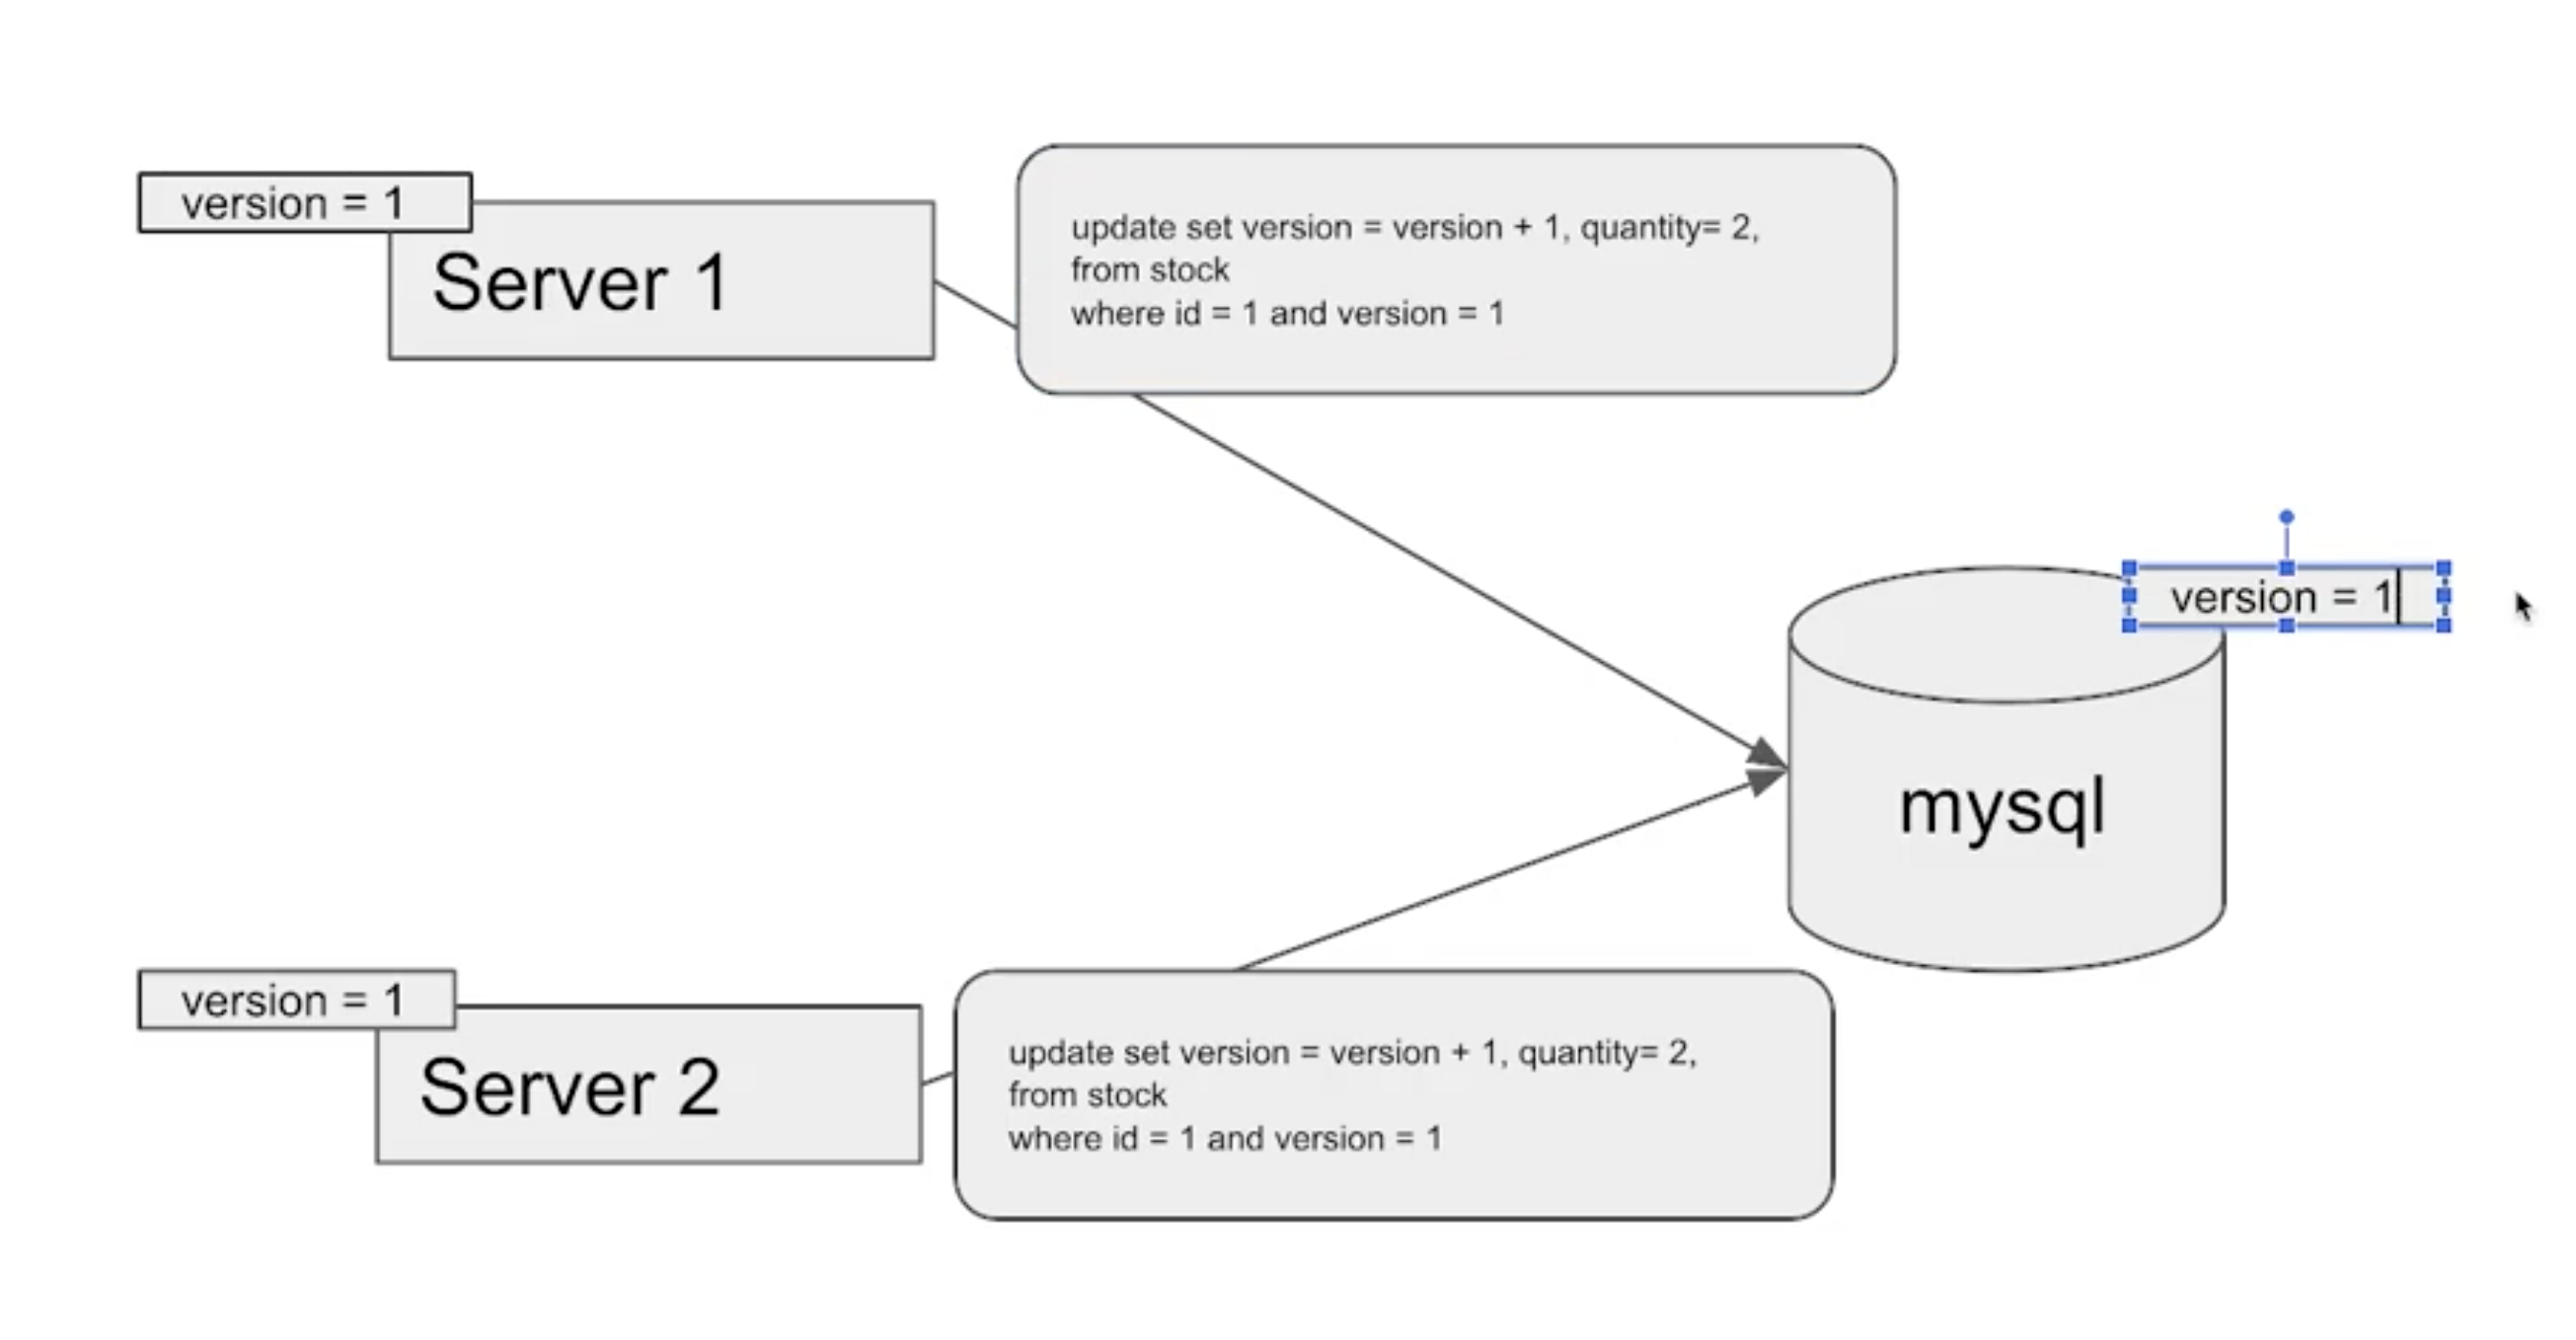 version = 1
Server 1
update set version = version + 1, quantity= 2,
from stock
where id = 1 and version = 1
version = 1
mysql
version = 1
Server 2
update set version = version + 1, quantity= 2,
from stock
where id = 1 and version = 1